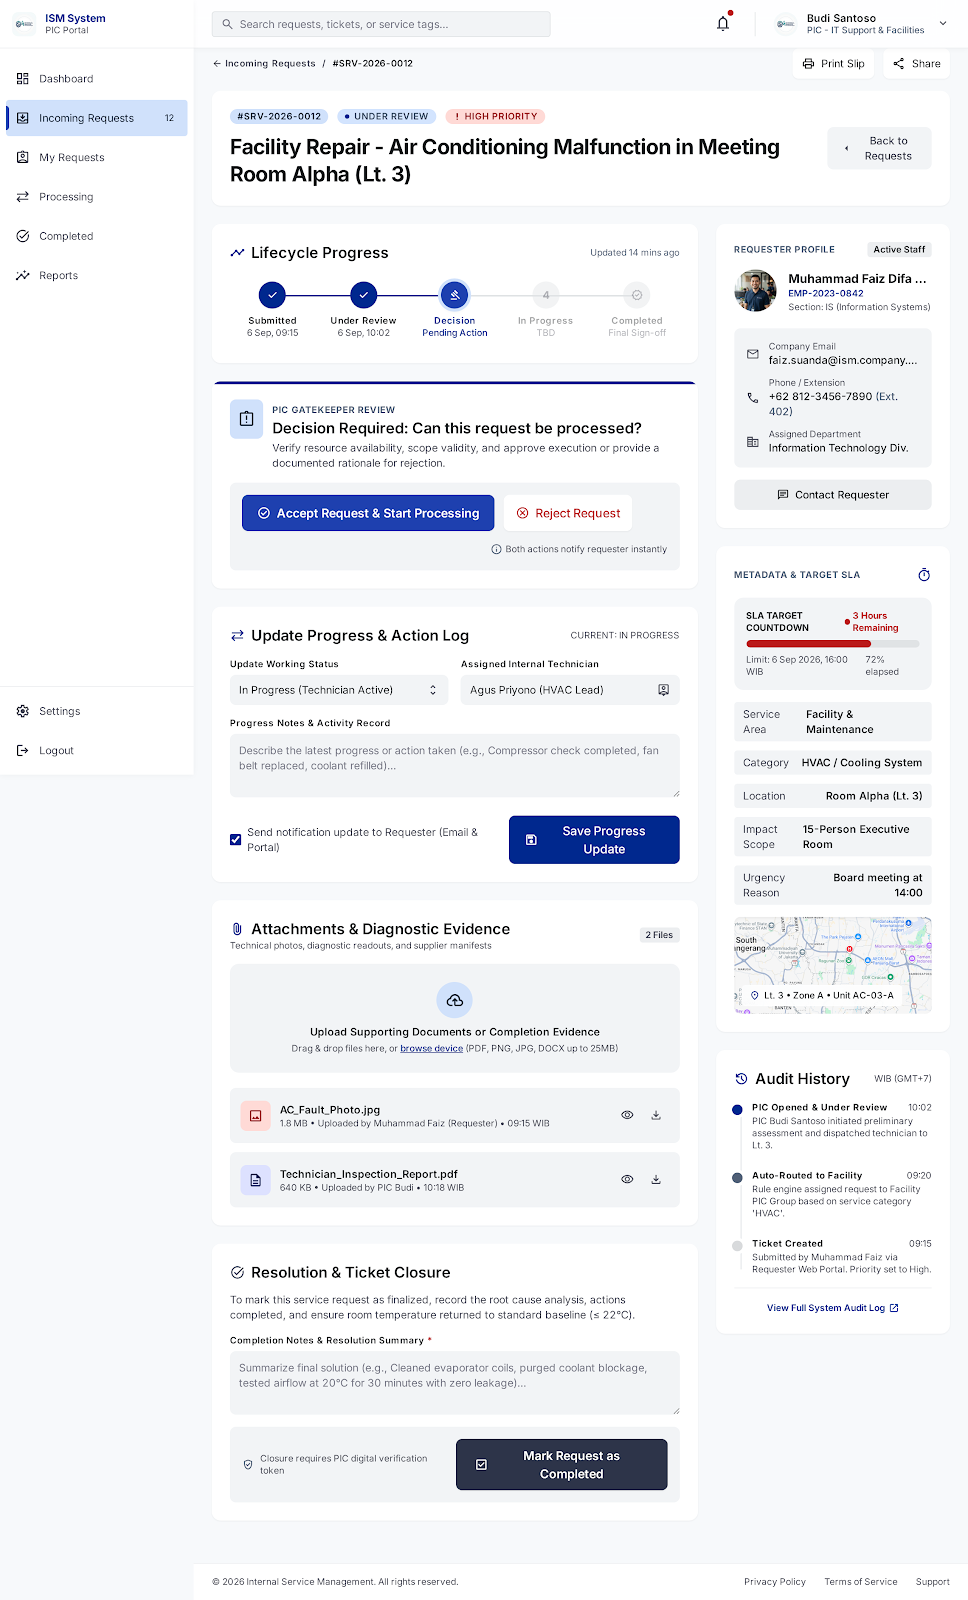 ISM System
PIC Portal
Search requests, tickets, or service tags...
Budi Santoso
PIC - IT Support & Facilities
Dashboard
Incoming Requests 12
My Requests
Processing
Completed
Reports
Settings
Logout
← Incoming Requests / #SRV-2026-0012
Print Slip
Share
#SRV-2026-0012
• UNDER REVIEW
! HIGH PRIORITY
Facility Repair - Air Conditioning Malfunction in Meeting
Room Alpha (Lt. 3)
Back to
Requests
Lifecycle Progress
Updated 14 mins ago
4
Submitted
6 Sep, 09:15
Under Review
6 Sep, 10:02
Decision
Pending Action
In Progress
TBD
Completed
Final Sign-off
PIC GATEKEEPER REVIEW
Decision Required: Can this request be processed?
Verify resource availability, scope validity, and approve execution or provide a
documented rationale for rejection.
Accept Request & Start Processing
Reject Request
Both actions notify requester instantly
Update Progress & Action Log
CURRENT: IN PROGRESS
Update Working Status
In Progress (Technician Active)
Assigned Internal Technician
Agus Priyono (HVAC Lead)
Progress Notes & Activity Record
Describe the latest progress or action taken (e.g., Compressor check completed, fan
belt replaced, coolant refilled)...
Send notification update to Requester (Email &
Portal)
Save Progress
Update
Attachments & Diagnostic Evidence
Technical photos, diagnostic readouts, and supplier manifests
2 Files
Upload Supporting Documents or Completion Evidence
Drag & drop files here, or browse device (PDF, PNG, JPG, DOCX up to 25MB)
AC_Fault_Photo.jpg
1.8 MB • Uploaded by Muhammad Faiz (Requester) • 09:15 WIB
Technician_Inspection_Report.pdf
640 KB • Uploaded by PIC Budi • 10:18 WIB
Resolution & Ticket Closure
To mark this service request as finalized, record the root cause analysis, actions
completed, and ensure room temperature returned to standard baseline (≤ 22°C).
Completion Notes & Resolution Summary *
Summarize final solution (e.g., Cleaned evaporator coils, purged coolant blockage,
tested airflow at 20°C for 30 minutes with zero leakage)...
Closure requires PIC digital verification
token
Mark Request as
Completed
REQUESTER PROFILE
Active Staff
Muhammad Faiz Difa ...
EMP-2023-0842
Section: IS (Information Systems)
Company Email
faiz.suanda@ism.company....
Phone / Extension
+62 812-3456-7890 (Ext.
402)
Assigned Department
Information Technology Div.
Contact Requester
METADATA & TARGET SLA
SLA TARGET
COUNTDOWN
• 3 Hours
Remaining
Limit: 6 Sep 2026, 16:00
WIB
72%
elapsed
Service
Area
Facility &
Maintenance
Category
HVAC / Cooling System
Location
Room Alpha (Lt. 3)
Impact
Scope
15-Person Executive
Room
Urgency
Reason
Board meeting at
14:00
South
Lt. 3 • Zone A • Unit AC-03-A
Audit History
WIB (GMT+7)
PIC Opened & Under Review 10:02
PIC Budi Santoso initiated preliminary
assessment and dispatched technician to
Lt. 3.
Auto-Routed to Facility 09:20
Rule engine assigned request to Facility
PIC Group based on service category
'HVAC'.
Ticket Created 09:15
Submitted by Muhammad Faiz via
Requester Web Portal. Priority set to High.
View Full System Audit Log
© 2026 Internal Service Management. All rights reserved.
Privacy Policy
Terms of Service
Support